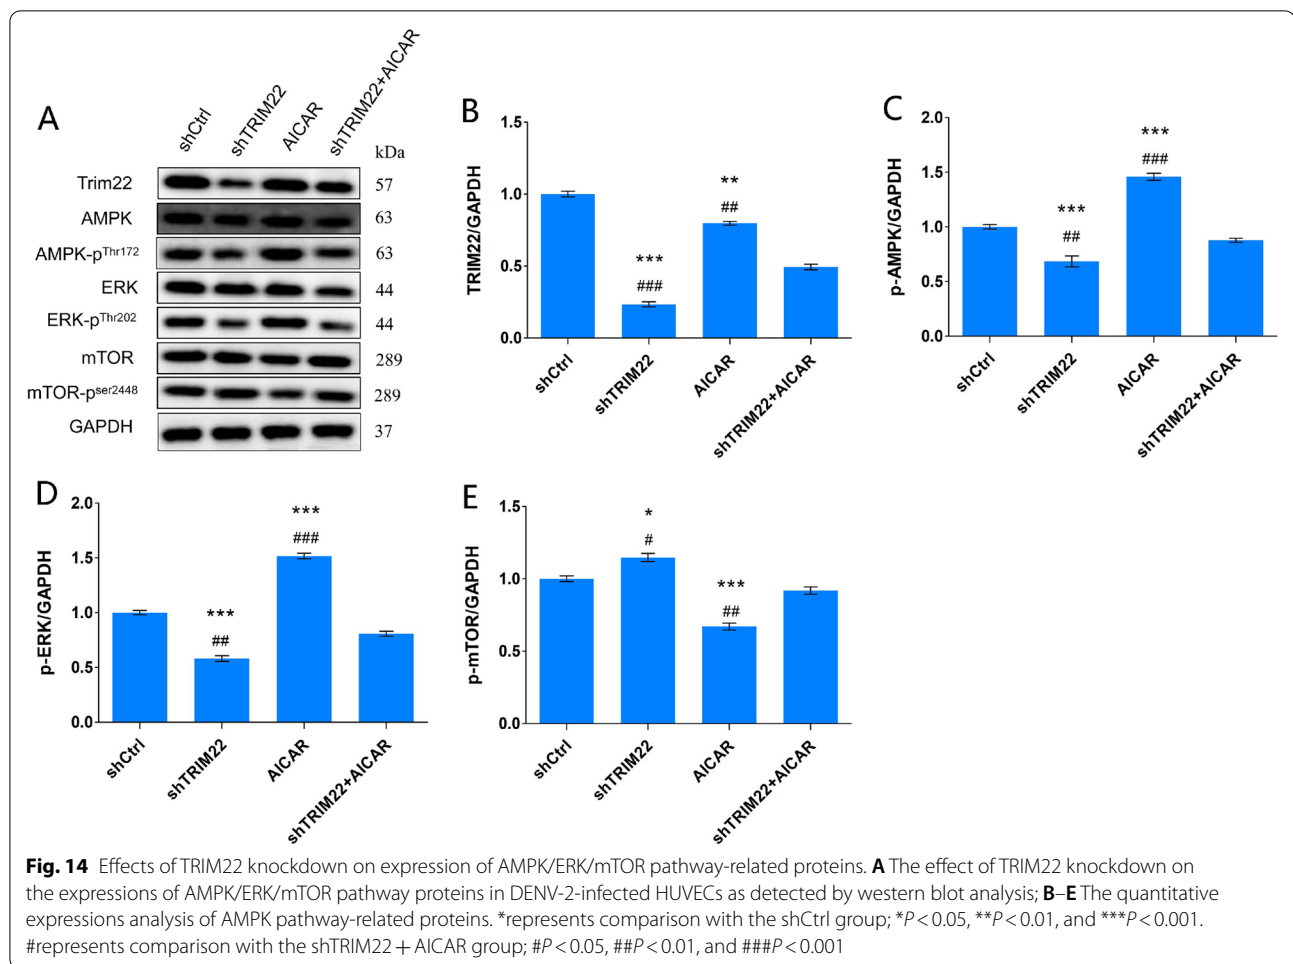 A
shCtrl
shTRIM22
AICAR
shTRIM22+AICAR
kDa
Trim22 57
AMPK 63
AMPK-pThr172 63
ERK 44
ERK-pThr202 44
mTOR 289
mTOR-pser2448 289
GAPDH 37
B
TRIM22/GAPDH
1.5
1.0
0.5
0.0
***
###
**
##
shCtrl
shTRIM22
AICAR
shTRIM22+AICAR
C
p-AMPK/GAPDH
2.0
1.5
1.0
0.5
0.0
***
##
***
###
shCtrl
shTRIM22
AICAR
shTRIM22+AICAR
D
p-ERK/GAPDH
2.0
1.5
1.0
0.5
0.0
***
##
***
###
shCtrl
shTRIM22
AICAR
shTRIM22+AICAR
E
p-mTOR/GAPDH
1.5
1.0
0.5
0.0
*
#
***
##
shCtrl
shTRIM22
AICAR
shTRIM22+AICAR
Fig. 14 Effects of TRIM22 knockdown on expression of AMPK/ERK/mTOR pathway-related proteins. A The effect of TRIM22 knockdown on
the expressions of AMPK/ERK/mTOR pathway proteins in DENV-2-infected HUVECs as detected by western blot analysis; B–E The quantitative
expressions analysis of AMPK pathway-related proteins. *represents comparison with the shCtrl group; *P < 0.05, **P < 0.01, and ***P < 0.001.
#represents comparison with the shTRIM22 + AICAR group; #P < 0.05, ##P < 0.01, and ###P < 0.001